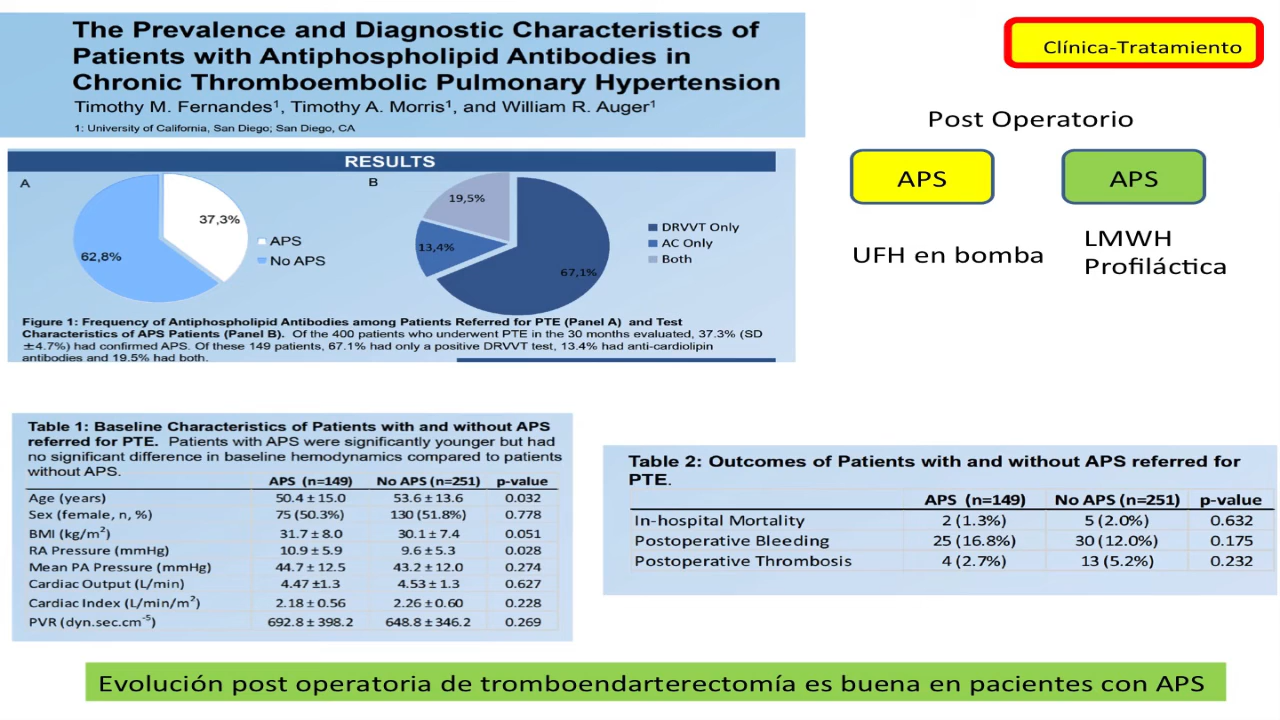 The Prevalence and Diagnostic Characteristics of
Patients with Antiphospholipid Antibodies in
Chronic Thromboembolic Pulmonary Hypertension
Timothy M. Fernandes¹, Timothy A. Morris¹, and William R. Auger¹
1: University of California, San Diego; San Diego, CA
RESULTS
A
37,3%
62,8%
APS
No APS
B
19,5%
13,4%
67,1%
DRVVT Only
AC Only
Both
Figure 1: Frequency of Antiphospholipid Antibodies among Patients Referred for PTE (Panel A) and Test
Characteristics of APS Patients (Panel B). Of the 400 patients who underwent PTE in the 30 months evaluated, 37.3% (SD
±4.7%) had confirmed APS. Of these 149 patients, 67.1% had only a positive DRVVT test, 13.4% had anti-cardiolipin
antibodies and 19.5% had both.
Clínica-Tratamiento
Post Operatorio
APS APS
UFH en bomba
LMWH
Profiláctica
Table 1: Baseline Characteristics of Patients with and without APS
referred for PTE. Patients with APS were significantly younger but had
no significant difference in baseline hemodynamics compared to patients
without APS.
APS (n=149) No APS (n=251) p-value
Age (years) 50.4 ± 15.0 53.6 ± 13.6 0.032
Sex (female, n, %) 75 (50.3%) 130 (51.8%) 0.778
BMI (kg/m²) 31.7 ± 8.0 30.1 ± 7.4 0.051
RA Pressure (mmHg) 10.9 ± 5.9 9.6 ± 5.3 0.028
Mean PA Pressure (mmHg) 44.7 ± 12.5 43.2 ± 12.0 0.274
Cardiac Output (L/min) 4.47 ±1.3 4.53 ± 1.3 0.627
Cardiac Index (L/min/m²) 2.18 ± 0.56 2.26 ± 0.60 0.228
PVR (dyn.sec.cm⁻⁵) 692.8 ± 398.2 648.8 ± 346.2 0.269
Table 2: Outcomes of Patients with and without APS referred for
PTE.
APS (n=149) No APS (n=251) p-value
In-hospital Mortality 2 (1.3%) 5 (2.0%) 0.632
Postoperative Bleeding 25 (16.8%) 30 (12.0%) 0.175
Postoperative Thrombosis 4 (2.7%) 13 (5.2%) 0.232
Evolución post operatoria de tromboendarterectomía es buena en pacientes con APS